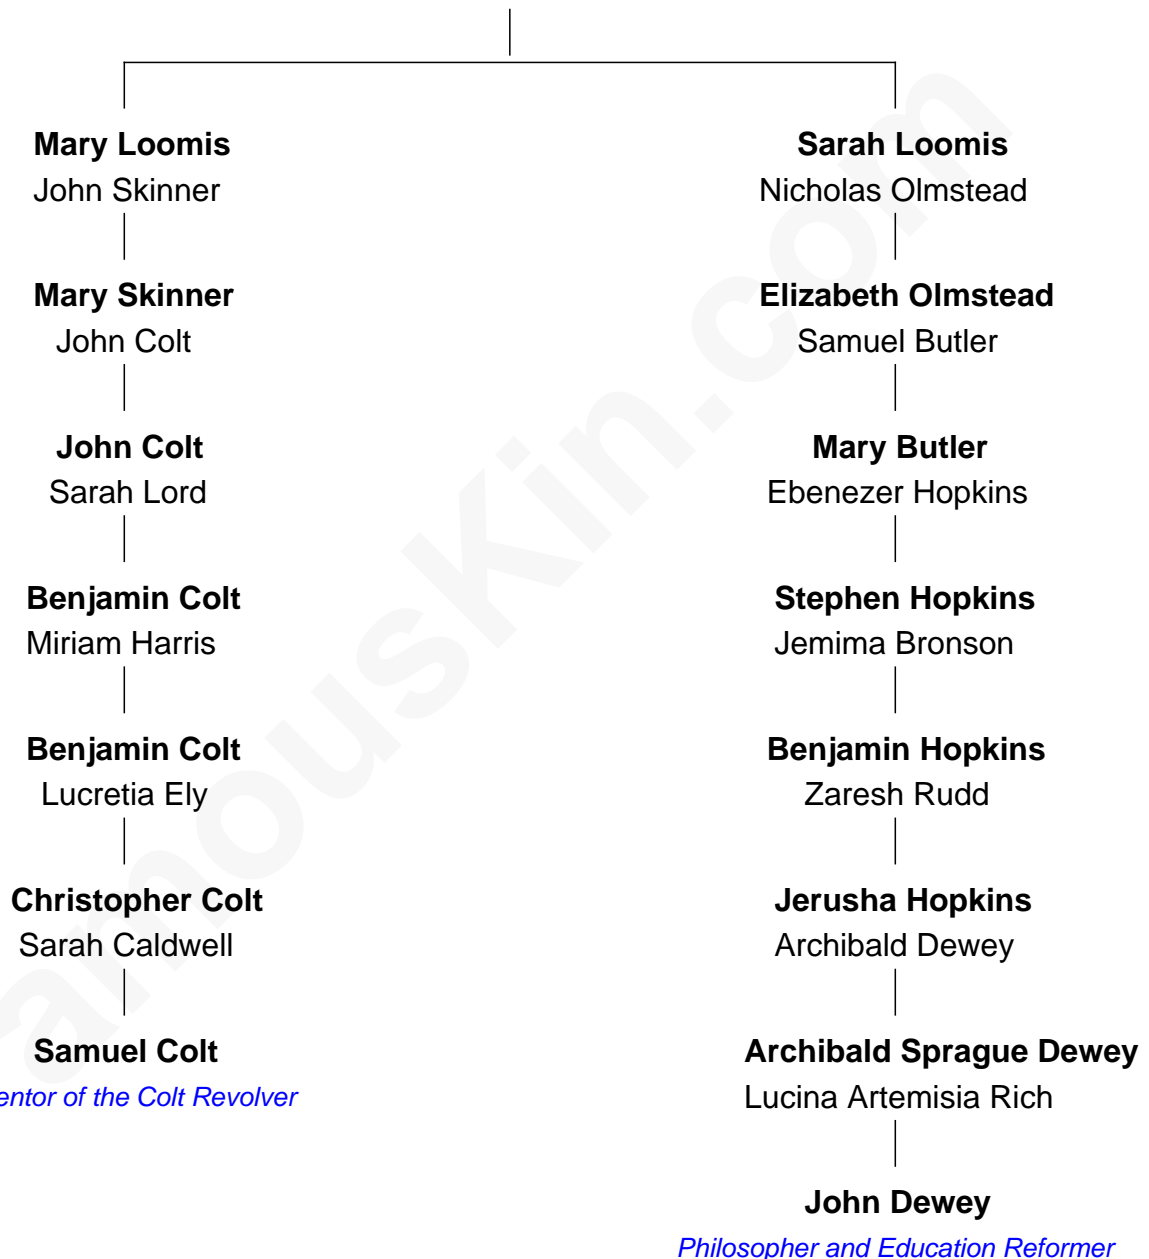 Mary Loomis
John Skinner
Mary Skinner
John Colt
John Colt
Sarah Lord
Benjamin Colt
Miriam Harris
Benjamin Colt
Lucretia Ely
Christopher Colt
Sarah Caldwell
Samuel Colt
entor of the Colt Revolver
Sarah Loomis
Nicholas Olmstead
Elizabeth Olmstead
Samuel Butler
Mary Butler
Ebenezer Hopkins
Stephen Hopkins
Jemima Bronson
Benjamin Hopkins
Zaresh Rudd
Jerusha Hopkins
Archibald Dewey
Archibald Sprague Dewey
Lucina Artemisia Rich
John Dewey
Philosopher and Education Reformer
amouskin.com